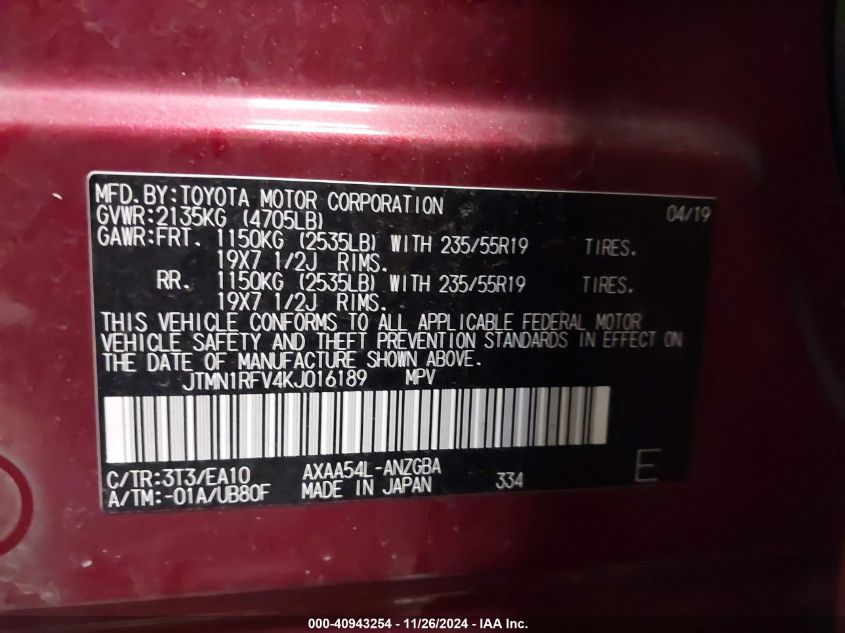 MFD.BY:TOYOTA MOTOR CORPORATION 04/19
GVWR:2135KG (4705LB)
GAWR:FRT. 1150KG (2535LB) WITH 235/55R19 TIRES.
19X7 1/2J RIMS.
RR. 1150KG (2535LB) WITH 235/55R19 TIRES.
19X7 1/2J RIMS.
THIS VEHICLE CONFORMS TO ALL APPLICABLE FEDERAL MOTOR
VEHICLE SAFETY AND THEFT PREVENTION STANDARDS IN EFFECT ON
THE DATE OF MANUFACTURE SHOWN ABOVE.
JTMN1RFV4KJ016189 MPV
C/TR:3T3/EA10 AXAA54L-ANZGBA
A/TM:-01A/UB80F MADE IN JAPAN 334 E
000-40943254 - 11/26/2024 - IAA Inc.